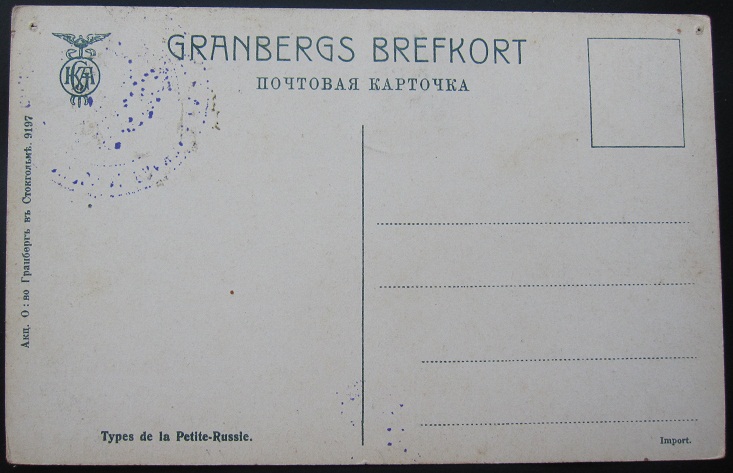 GRANBERGS BREFKORT
ПОЧТОВАЯ КАРТОЧКА
Акц. О: во Гранбергъ въ Стокгольмѣ. 9197
Types de la Petite-Russie.
Import.